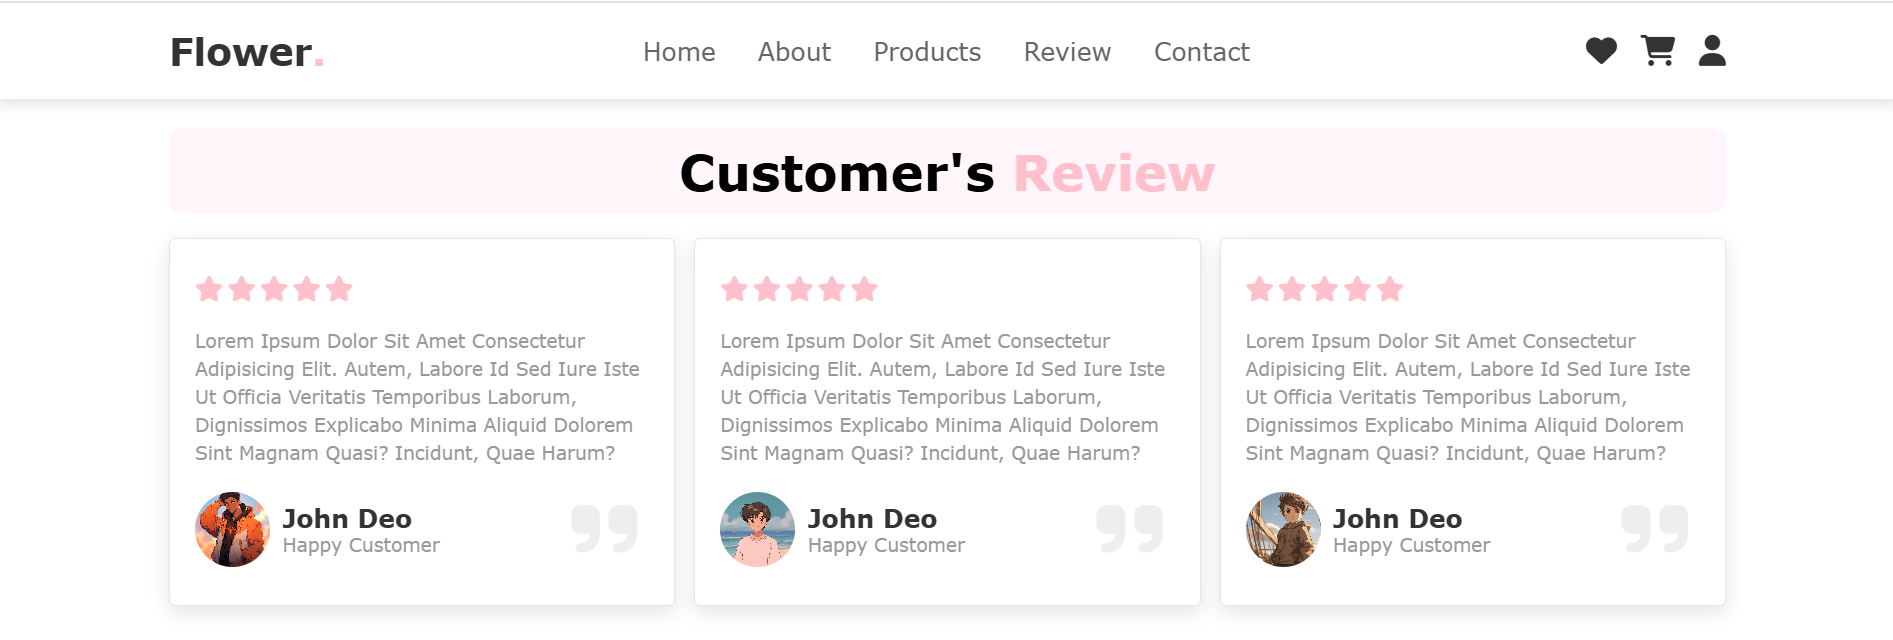 Flower.
Home About Products Review Contact
Customer's Review
Lorem Ipsum Dolor Sit Amet Consectetur
Adipisicing Elit. Autem, Labore Id Sed Iure Iste
Ut Officia Veritatis Temporibus Laborum,
Dignissimos Explicabo Minima Aliquid Dolorem
Sint Magnam Quasi? Incidunt, Quae Harum?
John Deo
Happy Customer
Lorem Ipsum Dolor Sit Amet Consectetur
Adipisicing Elit. Autem, Labore Id Sed Iure Iste
Ut Officia Veritatis Temporibus Laborum,
Dignissimos Explicabo Minima Aliquid Dolorem
Sint Magnam Quasi? Incidunt, Quae Harum?
John Deo
Happy Customer
Lorem Ipsum Dolor Sit Amet Consectetur
Adipisicing Elit. Autem, Labore Id Sed Iure Iste
Ut Officia Veritatis Temporibus Laborum,
Dignissimos Explicabo Minima Aliquid Dolorem
Sint Magnam Quasi? Incidunt, Quae Harum?
John Deo
Happy Customer